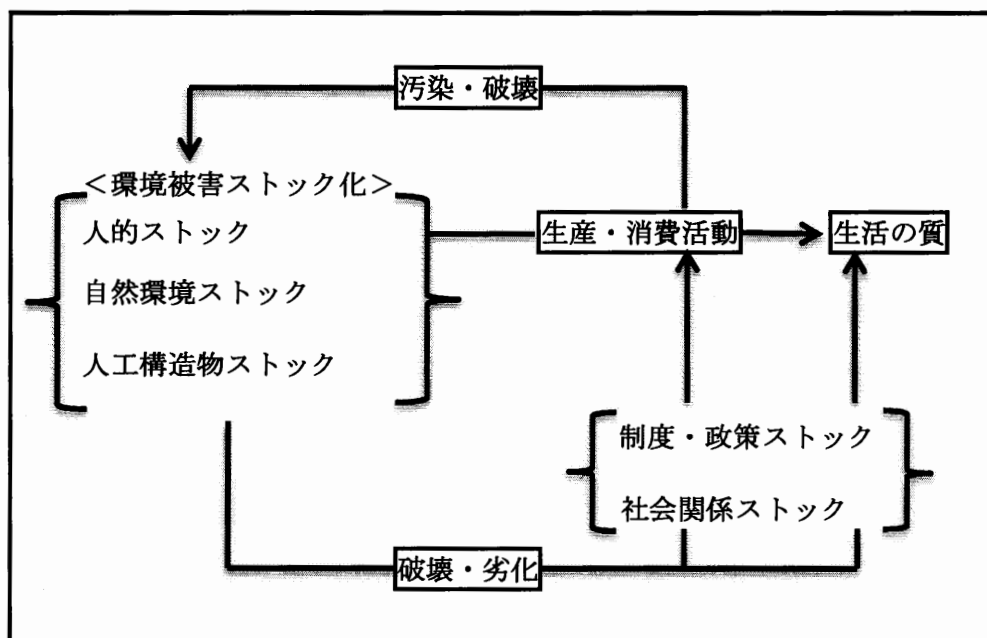 汚染・破壊
＜環境被害ストック化＞
人的ストック
生産・消費活動
生活の質
自然環境ストック
人工構造物ストック
制度・政策ストック
社会関係ストック
破壊・劣化